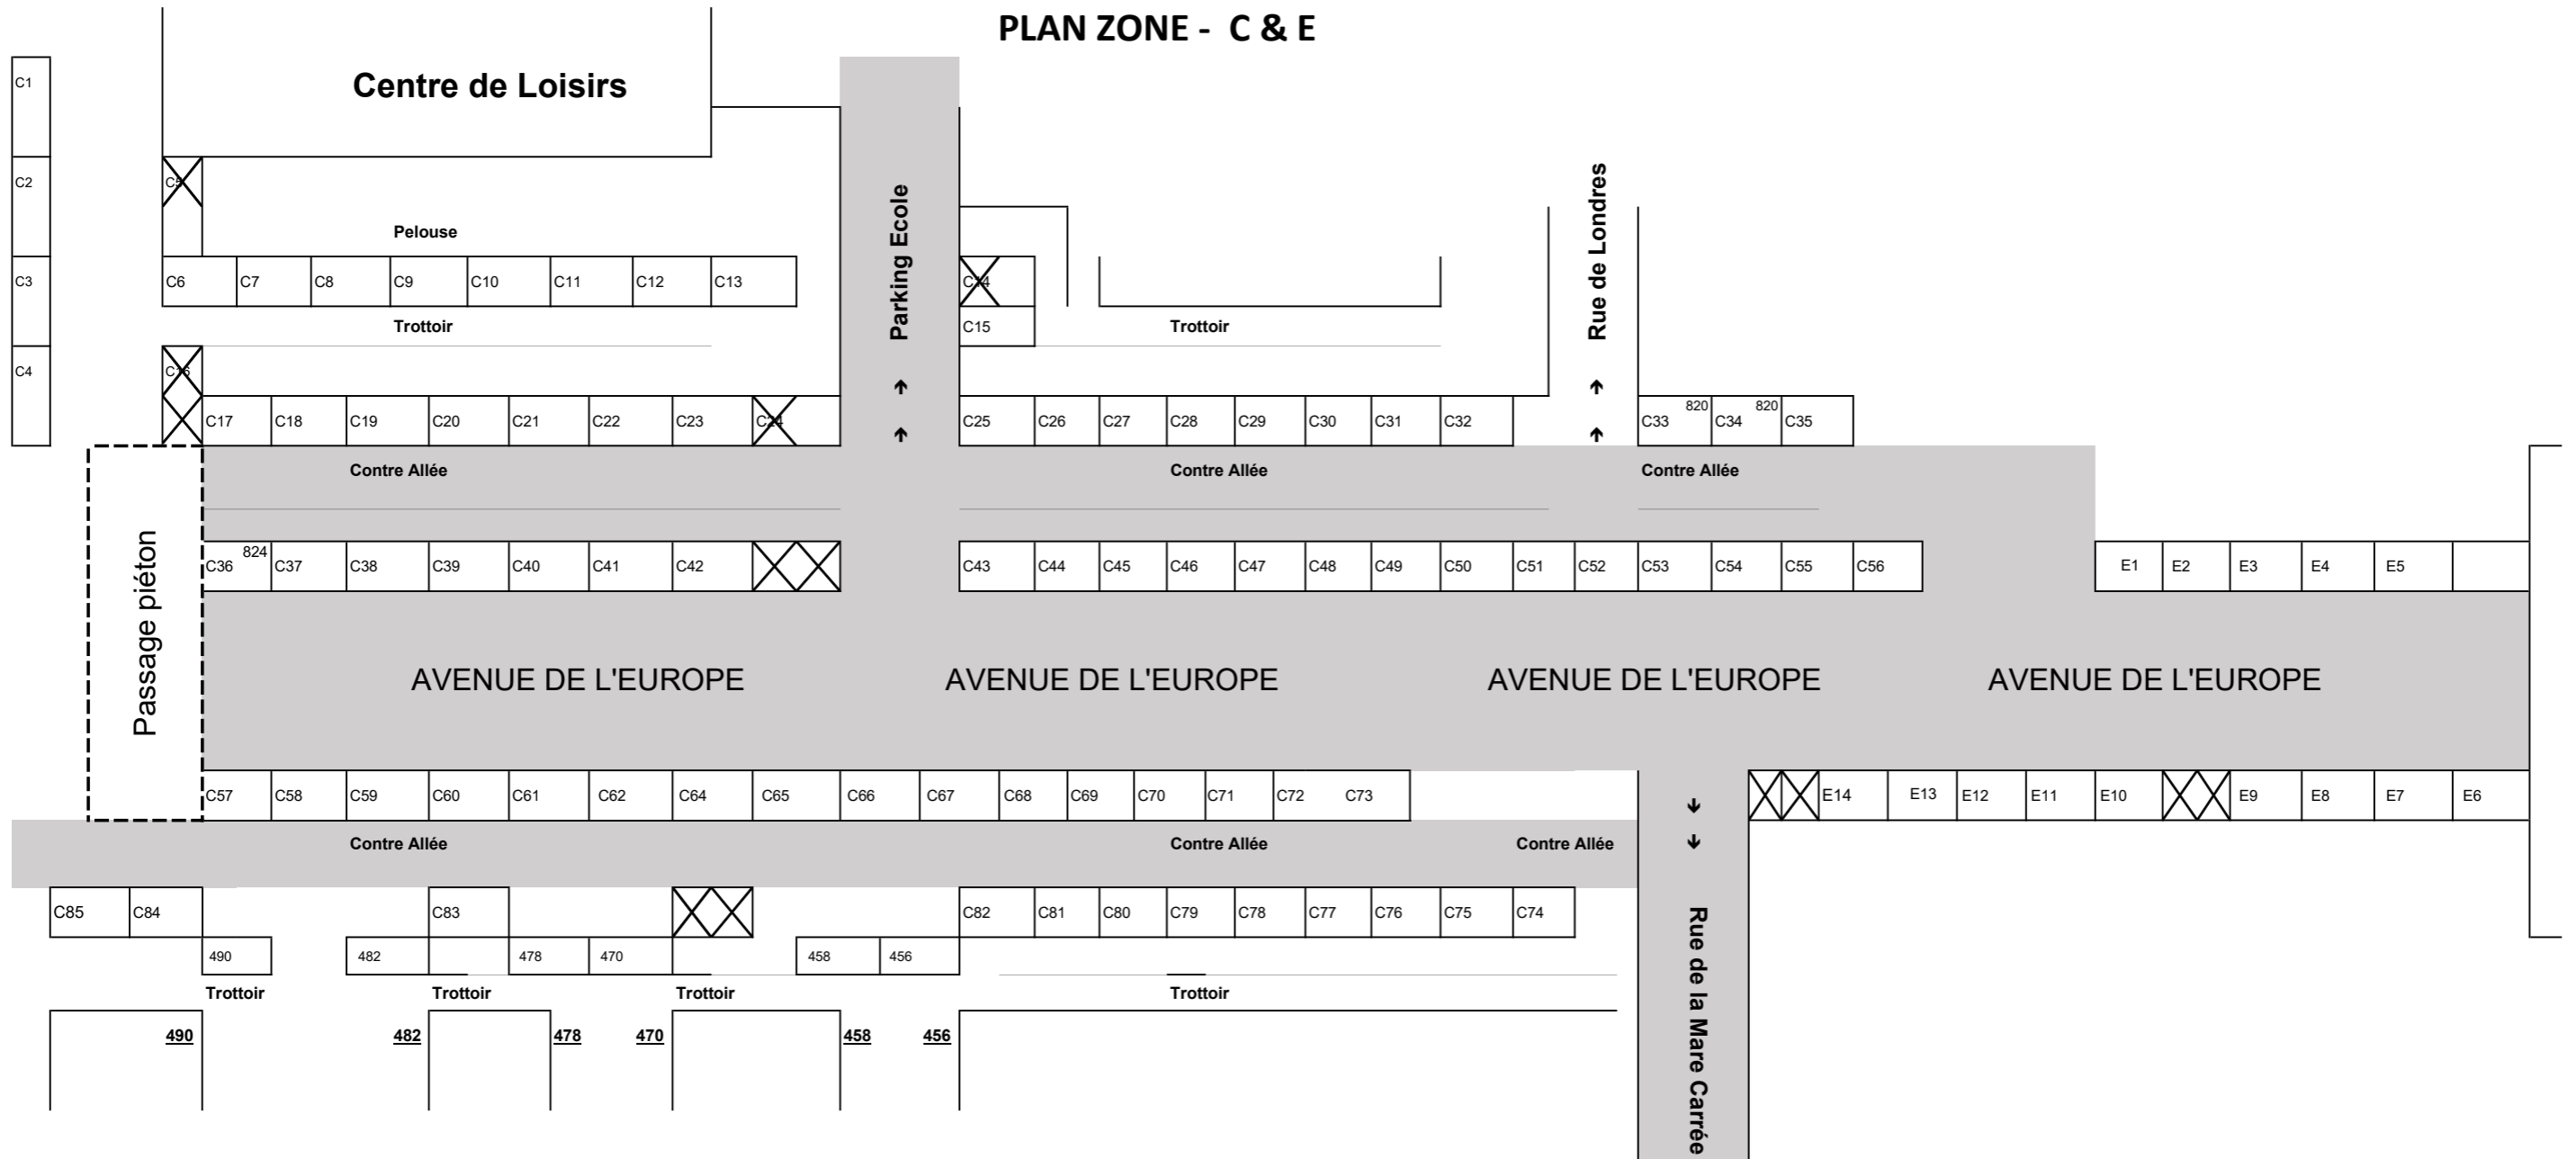 PLAN ZONE - C & E
Centre de Loisirs
C1
C2
C3
C4
C5
Pelouse
C6 C7 C8 C9 C10 C11 C12 C13
Trottoir
Parking Ecole
C14
C15
Trottoir
Rue de Londres
C16
C17 C18 C19 C20 C21 C22 C23 C24
C25 C26 C27 C28 C29 C30 C31 C32
C33 820 C34 820 C35
Contre Allée Contre Allée Contre Allée
Passage piéton
C36 824 C37 C38 C39 C40 C41 C42
C43 C44 C45 C46 C47 C48 C49 C50 C51 C52 C53 C54 C55 C56
E1 E2 E3 E4 E5
AVENUE DE L'EUROPE AVENUE DE L'EUROPE AVENUE DE L'EUROPE AVENUE DE L'EUROPE
C57 C58 C59 C60 C61 C62 C64 C65 C66 C67 C68 C69 C70 C71 C72 C73
E14 E13 E12 E11 E10 E9 E8 E7 E6
Contre Allée Contre Allée Contre Allée
C85 C84 C83 C82 C81 C80 C79 C78 C77 C76 C75 C74
490 482 478 470 458 456
Trottoir Trottoir Trottoir Trottoir
490 482 478 470 458 456
Rue de la Mare Carrée